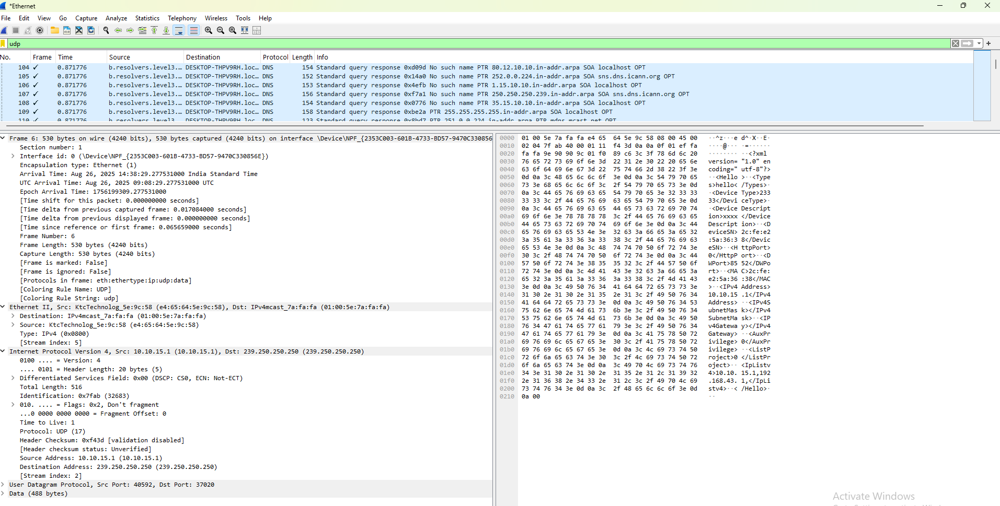 *Ethernet
File Edit View Go Capture Analyze Statistics Telephony Wireless Tools Help
udp
No. Frame Time Source Destination Protocol Length Info
104 ✓ 0.871776 b.resolvers.level3.… DESKTOP-THPV9RH.loc… DNS 154 Standard query response 0xd09d No such name PTR 80.12.10.10.in-addr.arpa SOA localhost OPT
105 ✓ 0.871776 b.resolvers.level3.… DESKTOP-THPV9RH.loc… DNS 152 Standard query response 0x14a0 No such name PTR 252.0.0.224.in-addr.arpa SOA sns.dns.icann.org OPT
106 ✓ 0.871776 b.resolvers.level3.… DESKTOP-THPV9RH.loc… DNS 153 Standard query response 0x4efb No such name PTR 1.15.10.10.in-addr.arpa SOA localhost OPT
107 ✓ 0.871776 b.resolvers.level3.… DESKTOP-THPV9RH.loc… DNS 156 Standard query response 0xf7a1 No such name PTR 250.250.250.239.in-addr.arpa SOA sns.dns.icann.org OPT
108 ✓ 0.871776 b.resolvers.level3.… DESKTOP-THPV9RH.loc… DNS 154 Standard query response 0x0776 No such name PTR 35.15.10.10.in-addr.arpa SOA localhost OPT
109 ✓ 0.871776 b.resolvers.level3.… DESKTOP-THPV9RH.loc… DNS 158 Standard query response 0xbe2a PTR 255.255.255.255.in-addr.arpa SOA localhost OPT
110 ✓ 0.871776 b.resolvers.level3. DESKTOP-THPV9RH.loc DNS 123 Standard query response 0x8bd7 PTR 251.0.0.224.in-addr.arpa PTR mdns.mcast.net OPT
Frame 6: 530 bytes on wire (4240 bits), 530 bytes captured (4240 bits) on interface \Device\NPF_{2353C003-601B-4733-BD57-9470C330856
Section number: 1
Interface id: 0 (\Device\NPF_{2353C003-601B-4733-BD57-9470C330856E})
Encapsulation type: Ethernet (1)
Arrival Time: Aug 26, 2025 14:38:29.277531000 India Standard Time
UTC Arrival Time: Aug 26, 2025 09:08:29.277531000 UTC
Epoch Arrival Time: 1756199309.277531000
[Time shift for this packet: 0.000000000 seconds]
[Time delta from previous captured frame: 0.017084000 seconds]
[Time delta from previous displayed frame: 0.000000000 seconds]
[Time since reference or first frame: 0.065659000 seconds]
Frame Number: 6
Frame Length: 530 bytes (4240 bits)
Capture Length: 530 bytes (4240 bits)
[Frame is marked: False]
[Frame is ignored: False]
[Protocols in frame: eth:ethertype:ip:udp:data]
[Coloring Rule Name: UDP]
[Coloring Rule String: udp]
Ethernet II, Src: KtcTechnolog_5e:9c:58 (e4:65:64:5e:9c:58), Dst: IPv4mcast_7a:fa:fa (01:00:5e:7a:fa:fa)
Destination: IPv4mcast_7a:fa:fa (01:00:5e:7a:fa:fa)
Source: KtcTechnolog_5e:9c:58 (e4:65:64:5e:9c:58)
Type: IPv4 (0x0800)
[Stream index: 5]
Internet Protocol Version 4, Src: 10.10.15.1 (10.10.15.1), Dst: 239.250.250.250 (239.250.250.250)
0100 .... = Version: 4
.... 0101 = Header Length: 20 bytes (5)
Differentiated Services Field: 0x00 (DSCP: CS0, ECN: Not-ECT)
Total Length: 516
Identification: 0x7fab (32683)
010. .... = Flags: 0x2, Don't fragment
...0 0000 0000 0000 = Fragment Offset: 0
Time to Live: 1
Protocol: UDP (17)
Header Checksum: 0xf43d [validation disabled]
[Header checksum status: Unverified]
Source Address: 10.10.15.1 (10.10.15.1)
Destination Address: 239.250.250.250 (239.250.250.250)
[Stream index: 2]
User Datagram Protocol, Src Port: 40592, Dst Port: 37020
Data (488 bytes)
0000 01 00 5e 7a fa fa e4 65 64 5e 9c 58 08 00 45 00 ··^z···e d^·X··E·
0010 02 04 7f ab 40 00 01 11 f4 3d 0a 0a 0f 01 ef fa ····@··· ·=······
0020 fa fa 9e 90 90 9c 01 f0 89 c6 3c 3f 78 6d 6c 20 ········ ··<?xml
0030 76 65 72 73 69 6f 6e 3d 22 31 2e 30 22 20 65 6e version= "1.0" en
0040 63 6f 64 69 6e 67 3d 22 75 74 66 2d 38 22 3f 3e coding=" utf-8"?>
0050 0d 0a 3c 48 65 6c 6c 6f 3e 0d 0a 3c 54 79 70 65 ··<Hello >··<Type
0060 73 3e 68 65 6c 6c 6f 3c 2f 54 79 70 65 73 3e 0d s>hello< /Types>·
0070 0a 3c 44 65 76 69 63 65 54 79 70 65 3e 32 33 33 ·<Device Type>233
0080 33 33 3c 2f 44 65 76 69 63 65 54 79 70 65 3e 0d 33</Devi ceType>·
0090 0a 3c 44 65 76 69 63 65 44 65 73 63 72 69 70 74 ·<Device Descript
00a0 69 6f 6e 3e 78 78 78 78 3c 2f 44 65 76 69 63 65 ion>xxxx </Device
00b0 44 65 73 63 72 69 70 74 69 6f 6e 3e 0d 0a 3c 44 Descript ion>··<D
00c0 65 76 69 63 65 53 4e 3e 32 63 3a 66 65 3a 65 32 eviceSN> 2c:fe:e2
00d0 3a 35 61 3a 33 36 3a 33 38 3c 2f 44 65 76 69 63 :5a:36:3 8</Devic
00e0 65 53 4e 3e 0d 0a 3c 48 74 74 70 50 6f 72 74 3e eSN>··<H ttpPort>
00f0 30 3c 2f 48 74 74 70 50 6f 72 74 3e 0d 0a 3c 44 0</HttpP ort>··<D
0100 57 50 6f 72 74 3e 38 35 35 32 3c 2f 44 57 50 6f WPort>85 52</DWPo
0110 72 74 3e 0d 0a 3c 4d 41 43 3e 32 63 3a 66 65 3a rt>··<MA C>2c:fe:
0120 65 32 3a 35 61 3a 33 36 3a 33 38 3c 2f 4d 41 43 e2:5a:36 :38</MAC
0130 3e 0d 0a 3c 49 50 76 34 41 64 64 72 65 73 73 3e >··<IPv4 Address>
0140 31 30 2e 31 30 2e 31 35 2e 31 3c 2f 49 50 76 34 10.10.15 .1</IPv4
0150 41 64 64 72 65 73 73 3e 0d 0a 3c 49 50 76 34 53 Address> ··<IPv4S
0160 75 62 6e 65 74 4d 61 73 6b 3e 3c 2f 49 50 76 34 ubnetMas k></IPv4
0170 53 75 62 6e 65 74 4d 61 73 6b 3e 0d 0a 3c 49 50 SubnetMa sk>··<IP
0180 76 34 47 61 74 65 77 61 79 3e 3c 2f 49 50 76 34 v4Gatewa y></IPv4
0190 47 61 74 65 77 61 79 3e 0d 0a 3c 41 75 78 50 72 Gateway> ··<AuxPr
01a0 69 76 69 6c 65 67 65 3e 30 3c 2f 41 75 78 50 72 ivilege> 0</AuxPr
01b0 69 76 69 6c 65 67 65 3e 0d 0a 3c 4c 69 73 74 50 ivilege> ··<ListP
01c0 72 6f 6a 65 63 74 3e 30 3c 2f 4c 69 73 74 50 72 roject>0 </ListPr
01d0 6f 6a 65 63 74 3e 0d 0a 3c 49 70 4c 69 73 74 76 oject>·· <IpListv
01e0 34 3e 31 30 2e 31 30 2e 31 35 2e 31 2c 31 39 32 4>10.10. 15.1,192
01f0 2e 31 36 38 2e 34 33 2e 31 2c 3c 2f 49 70 4c 69 .168.43. 1,</IpLi
0200 73 74 76 34 3e 0d 0a 3c 2f 48 65 6c 6c 6f 3e 0d stv4>··< /Hello>·
0210 0a 00 ··
Activate Windows